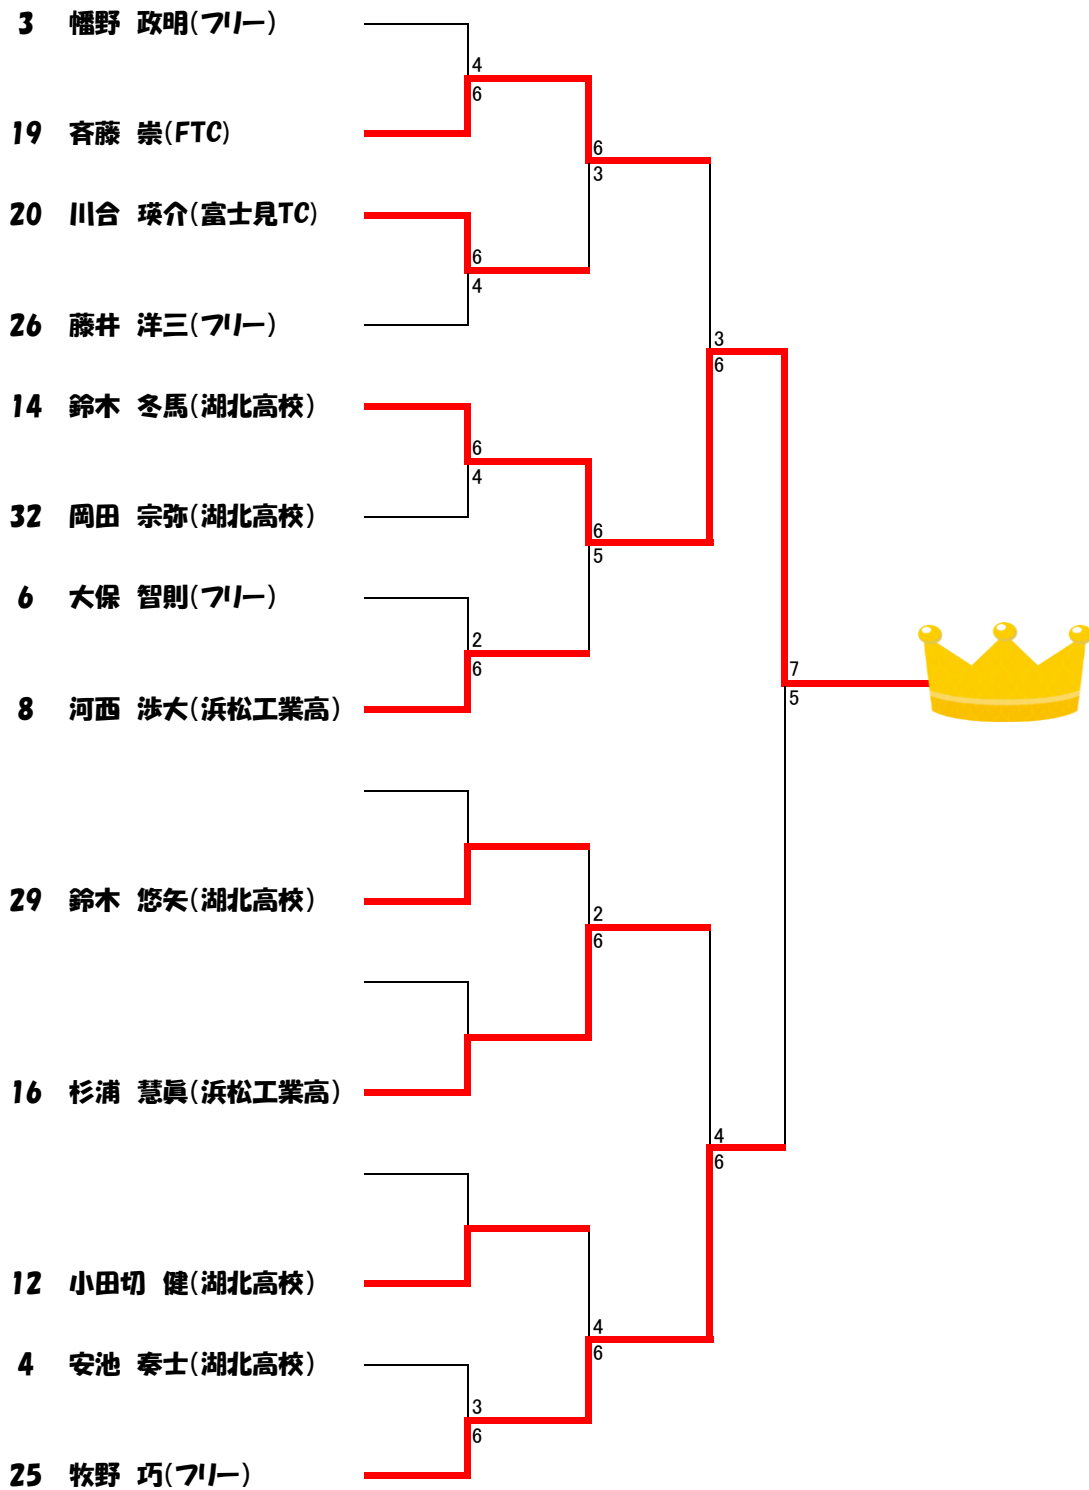 3 幡野 政明(フリー)
4
6
19 斉藤 崇(FTC)
6
3
20 川合 瑛介(富士見TC)
6
4
26 藤井 洋三(フリー)
3
6
14 鈴木 冬馬(湖北高校)
6
4
32 岡田 宗弥(湖北高校)
6
5
6 大保 智則(フリー)
2
6
8 河西 渉大(浜松工業高)
7
5
29 鈴木 悠矢(湖北高校)
2
6
16 杉浦 慧眞(浜松工業高)
4
6
12 小田切 健(湖北高校)
4
6
4 安池 奏士(湖北高校)
3
6
25 牧野 巧(フリー)